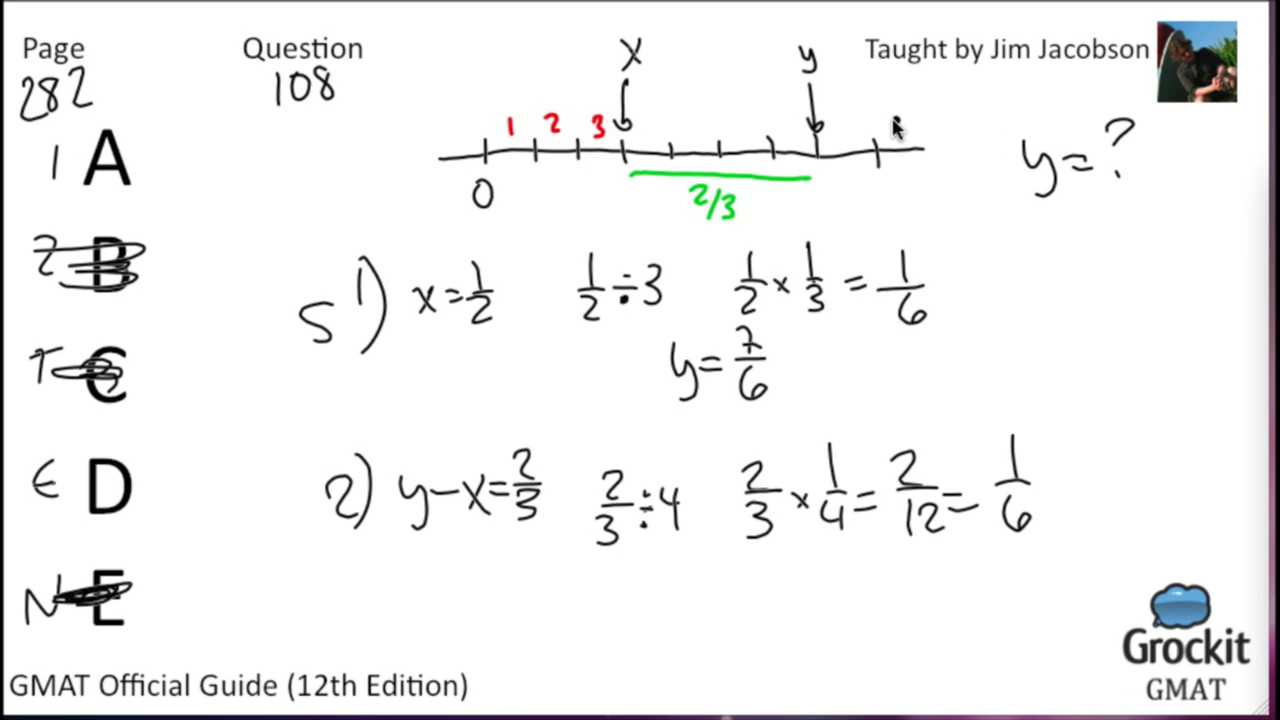 Page Question Taught by Jim Jacobson
282 108
x y
1 2 3
0 2/3
y=?
1 A
2 B
T C
E D
N E
S 1) x=1/2 1/2÷3 1/2×1/3=1/6
y=7/6
2) y-x=2/3 2/3÷4 2/3×1/4=2/12=1/6
Grockit
GMAT
GMAT Official Guide (12th Edition)